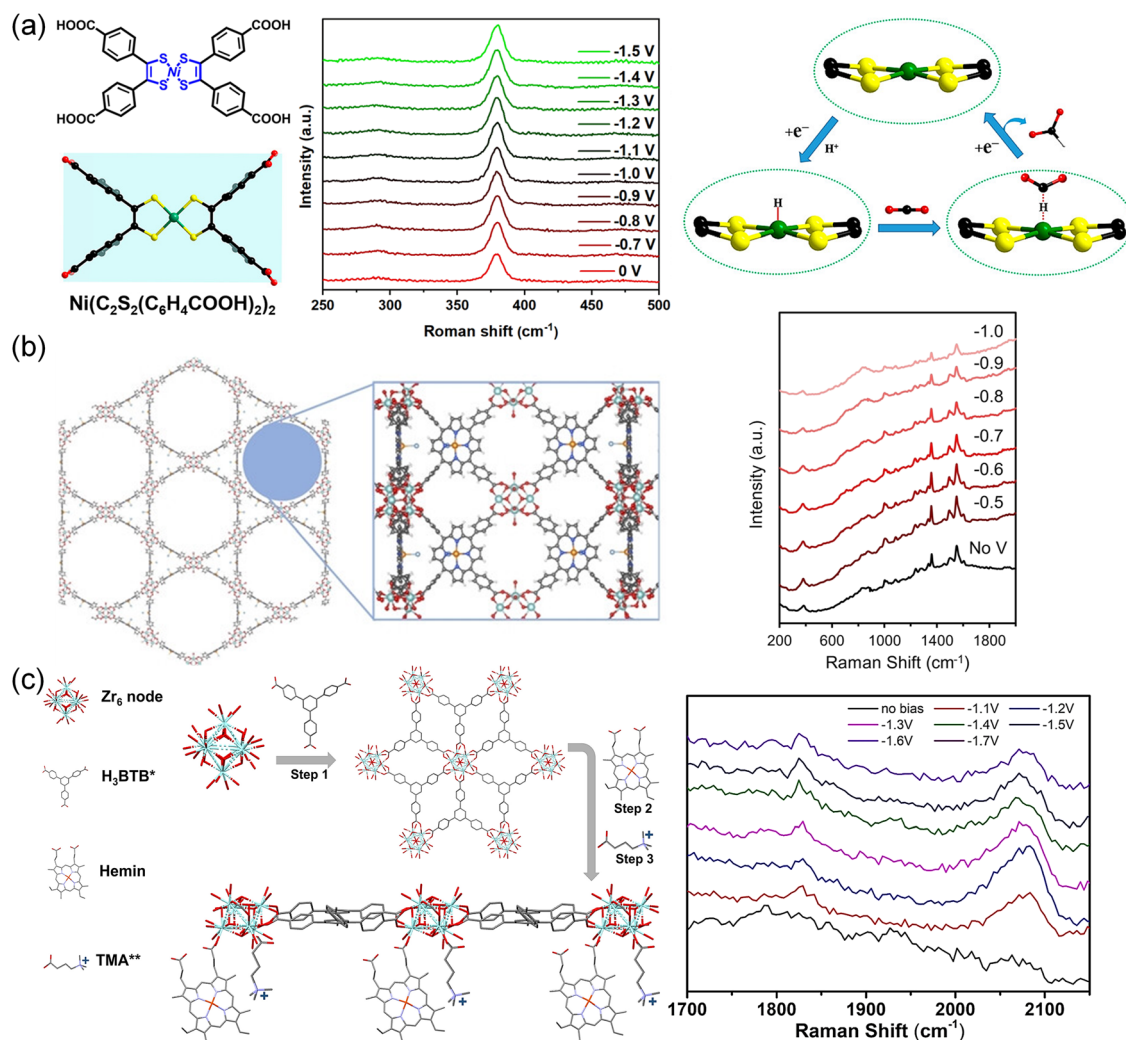 (a)
HOOC
COOH
S
S
Ni
S
S
HOOC
COOH
Ni(C₂S₂(C₆H₄COOH)₂)₂
Intensity (a.u.)
-1.5 V
-1.4 V
-1.3 V
-1.2 V
-1.1 V
-1.0 V
-0.9 V
-0.8 V
-0.7 V
0 V
250 300 350 400 450 500
Roman shift (cm⁻¹)
+e⁻
H⁺
+e⁻
H
H
(b)
Intensity (a.u.)
-1.0
-0.9
-0.8
-0.7
-0.6
-0.5
No V
200 600 1000 1400 1800
Raman Shift (cm⁻¹)
(c)
Zr₆ node
H₃BTB*
Hemin
TMA**
+
Step 1
Step 2
Step 3
+
+
+
+
no bias -1.1V -1.2V
-1.3V -1.4V -1.5V
-1.6V -1.7V
1700 1800 1900 2000 2100
Raman Shift (cm⁻¹)